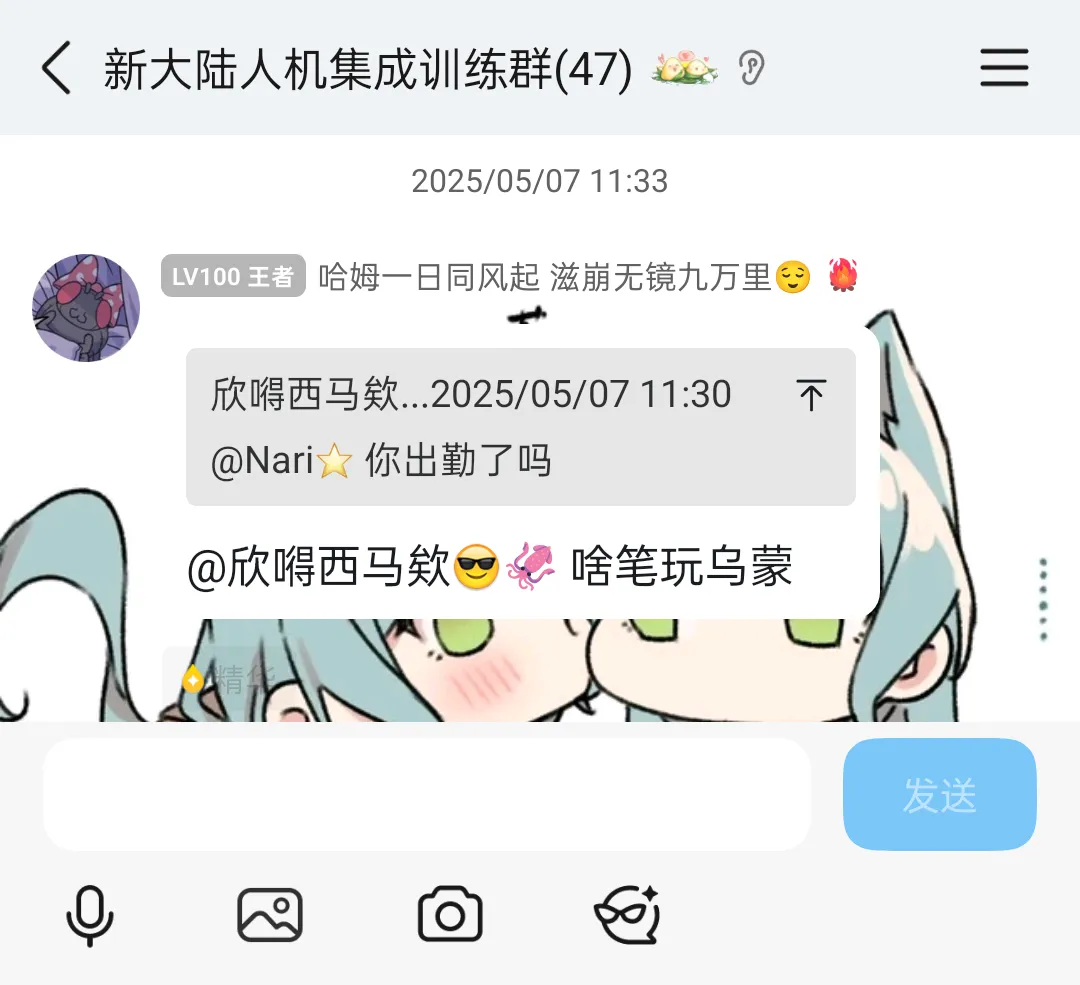 新大陆人机集成训练群(47)
2025/05/07 11:33
LV100 王者 哈姆一日同风起 滋崩无镜九万里😌
欣嘚西马欸...2025/05/07 11:30
@Nari⭐ 你出勤了吗
@欣嘚西马欸😎🦑 啥笔玩乌蒙
精华
发送